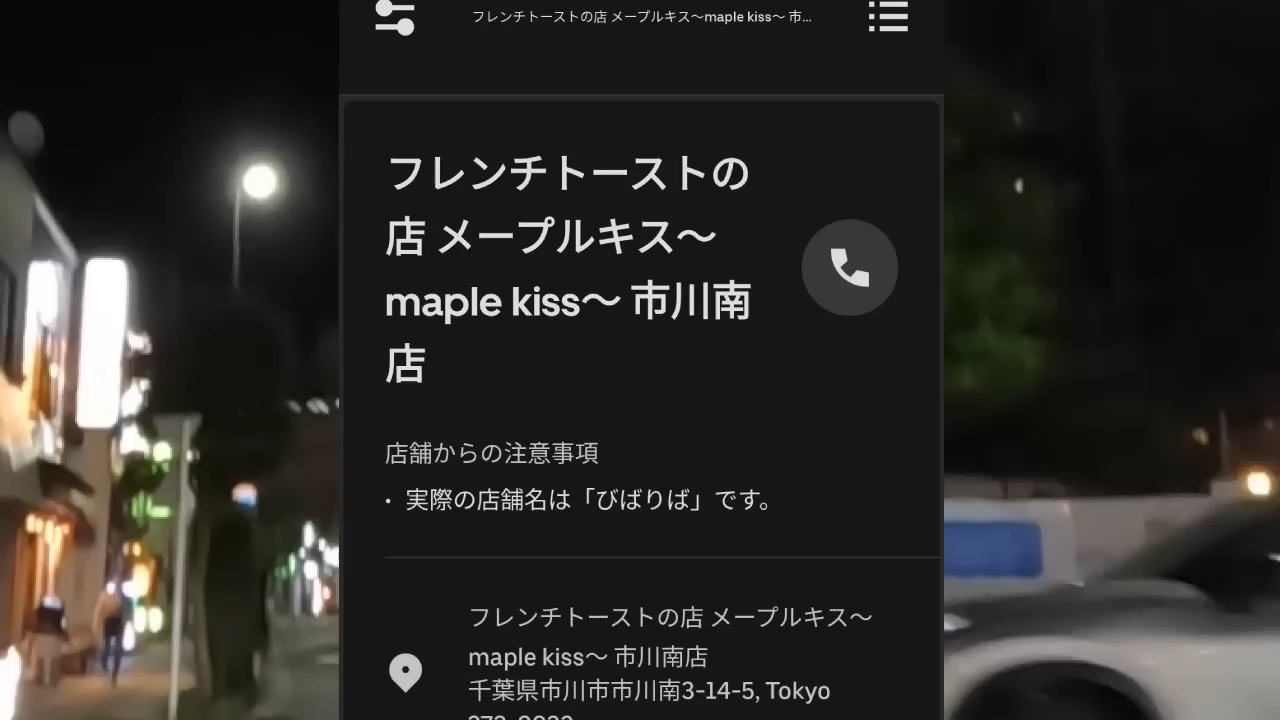 フレンチトーストの店 メープルキス〜maple kiss〜 市...
フレンチトーストの
店 メープルキス〜
maple kiss〜 市川南
店
店舗からの注意事項
・ 実際の店舗名は「びばりば」です。
フレンチトーストの店 メープルキス〜
maple kiss〜 市川南店
千葉県市川市市川南3-14-5, Tokyo